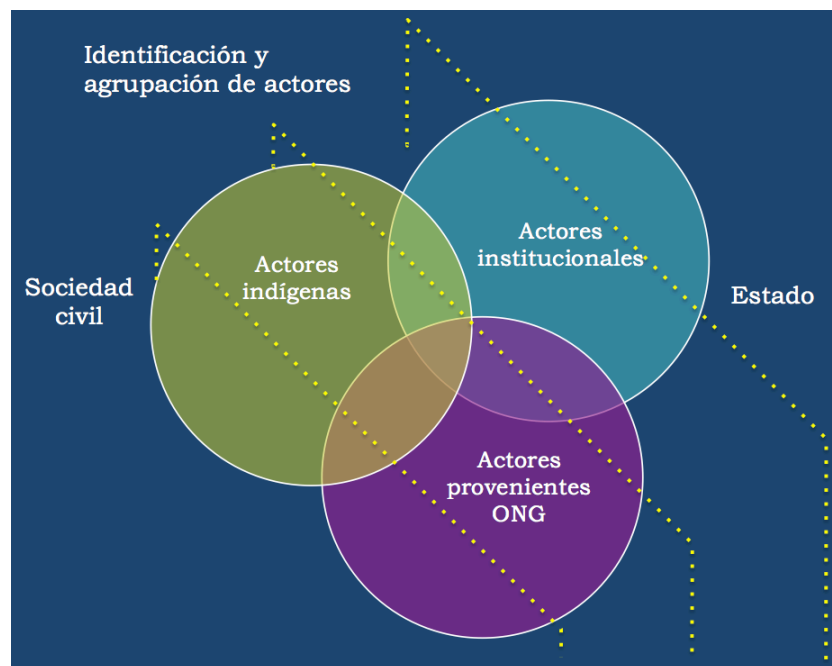 Identificación y
agrupación de actores
Actores
institucionales
Actores
indígenas
Sociedad
civil
Estado
Actores
provenientes
ONG